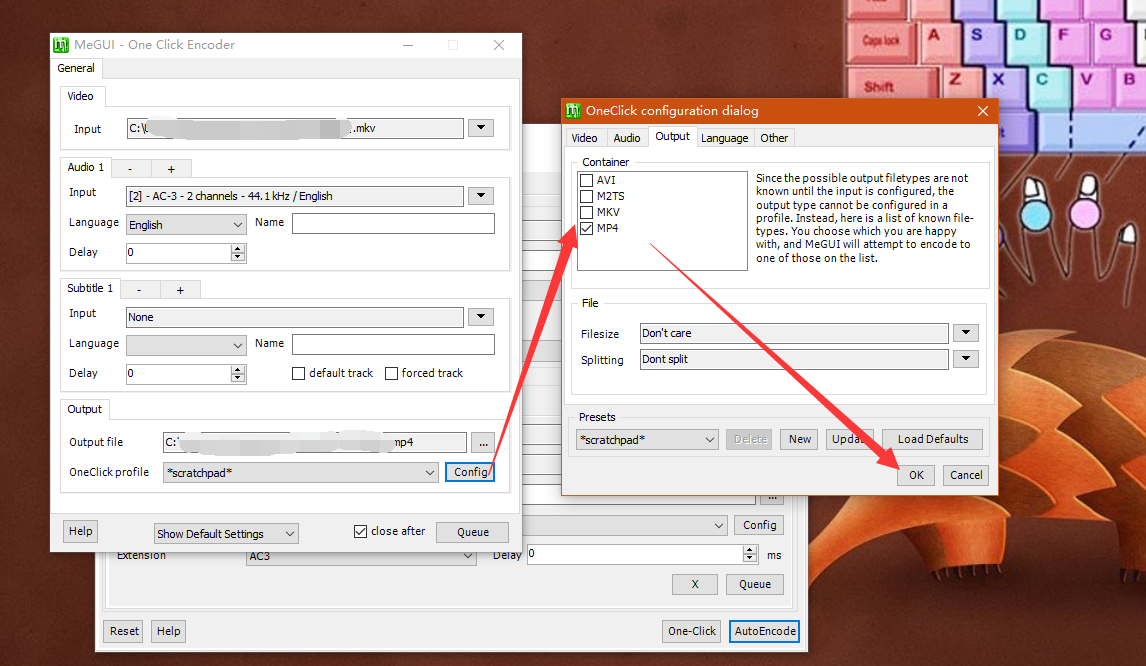 MeGUI - One Click Encoder
General
Video
Input
C:\
.mkv
Audio 1
-
+
Input
[2] - AC-3 - 2 channels - 44.1 kHz / English
Language
English
Name
Delay
0
Subtitle 1
-
+
Input
None
Language
Name
Delay
0
default track
forced track
Output
Output file
C:
mp4
...
OneClick profile
*scratchpad*
Config
Help
Show Default Settings
close after
Queue
OneClick configuration dialog
Video
Audio
Output
Language
Other
Container
AVI
M2TS
MKV
MP4
Since the possible output filetypes are not
known until the input is configured, the
output type cannot be configured in a
profile. Instead, here is a list of known file-
types. You choose which you are happy
with, and MeGUI will attempt to encode to
one of those on the list.
File
Filesize
Don't care
Splitting
Dont split
Presets
*scratchpad*
Delete
New
Updat
Load Defaults
OK
Cancel
...
Config
Extension
AC3
Delay
0
ms
X
Queue
Reset
Help
One-Click
AutoEncode
Caps lock
A
S
D
F
G
Shift
Z
X
C
V
B